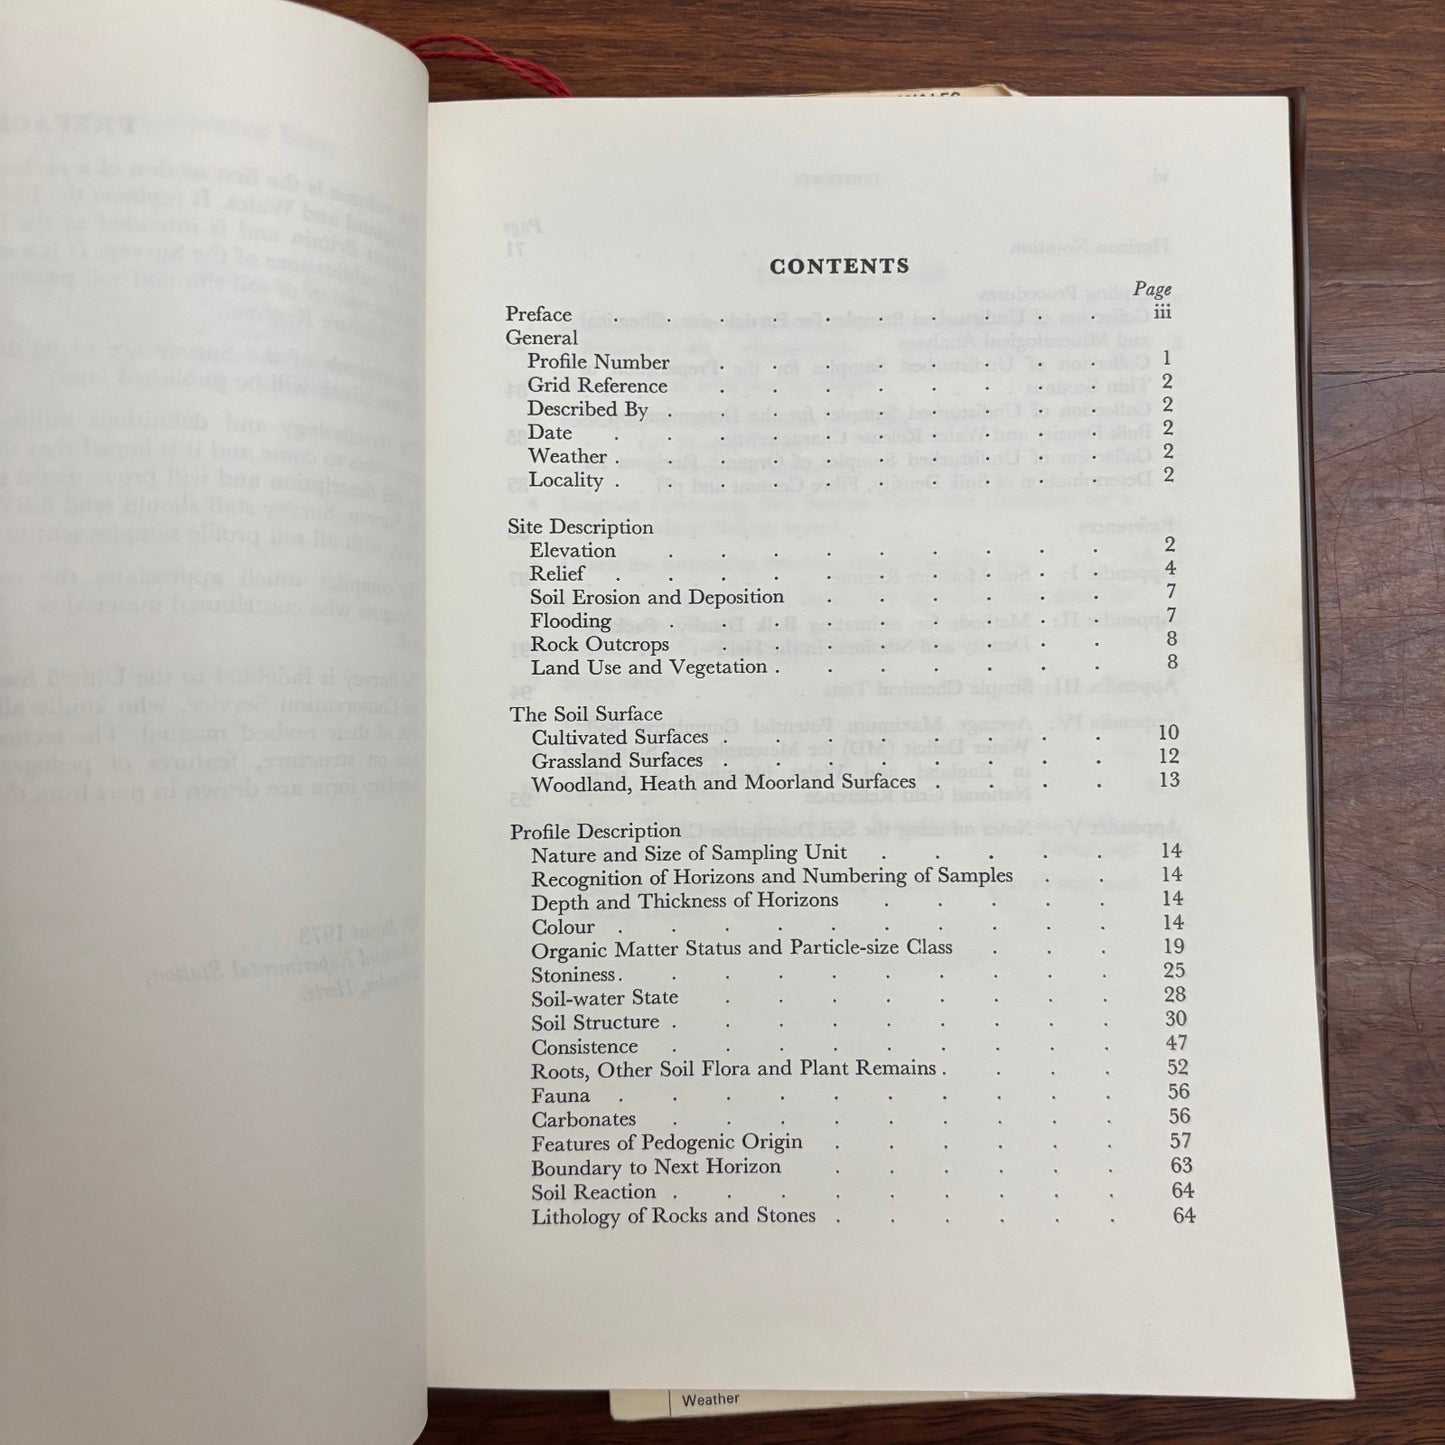 WALES
CONTENTS
Page
Preface . . . . . . . . . . . iii
General
Profile Number . . . . . . . . 1
Grid Reference . . . . . . . . 2
Described By . . . . . . . . . 2
Date . . . . . . . . . . 2
Weather . . . . . . . . . . 2
Locality . . . . . . . . . . 2
Site Description
Elevation . . . . . . . . . 2
Relief . . . . . . . . . . 4
Soil Erosion and Deposition . . . . . . 7
Flooding . . . . . . . . . 7
Rock Outcrops . . . . . . . . 8
Land Use and Vegetation . . . . . . . 8
The Soil Surface
Cultivated Surfaces . . . . . . . . 10
Grassland Surfaces . . . . . . . . 12
Woodland, Heath and Moorland Surfaces . . . . 13
Profile Description
Nature and Size of Sampling Unit . . . . . 14
Recognition of Horizons and Numbering of Samples . . 14
Depth and Thickness of Horizons . . . . . 14
Colour . . . . . . . . . . 14
Organic Matter Status and Particle-size Class . . . 19
Stoniness . . . . . . . . . . 25
Soil-water State . . . . . . . . 28
Soil Structure . . . . . . . . . 30
Consistence . . . . . . . . . 47
Roots, Other Soil Flora and Plant Remains . . . . 52
Fauna . . . . . . . . . . 56
Carbonates . . . . . . . . . 56
Features of Pedogenic Origin . . . . . . 57
Boundary to Next Horizon . . . . . . 63
Soil Reaction . . . . . . . . . 64
Lithology of Rocks and Stones . . . . . . 64
Weather